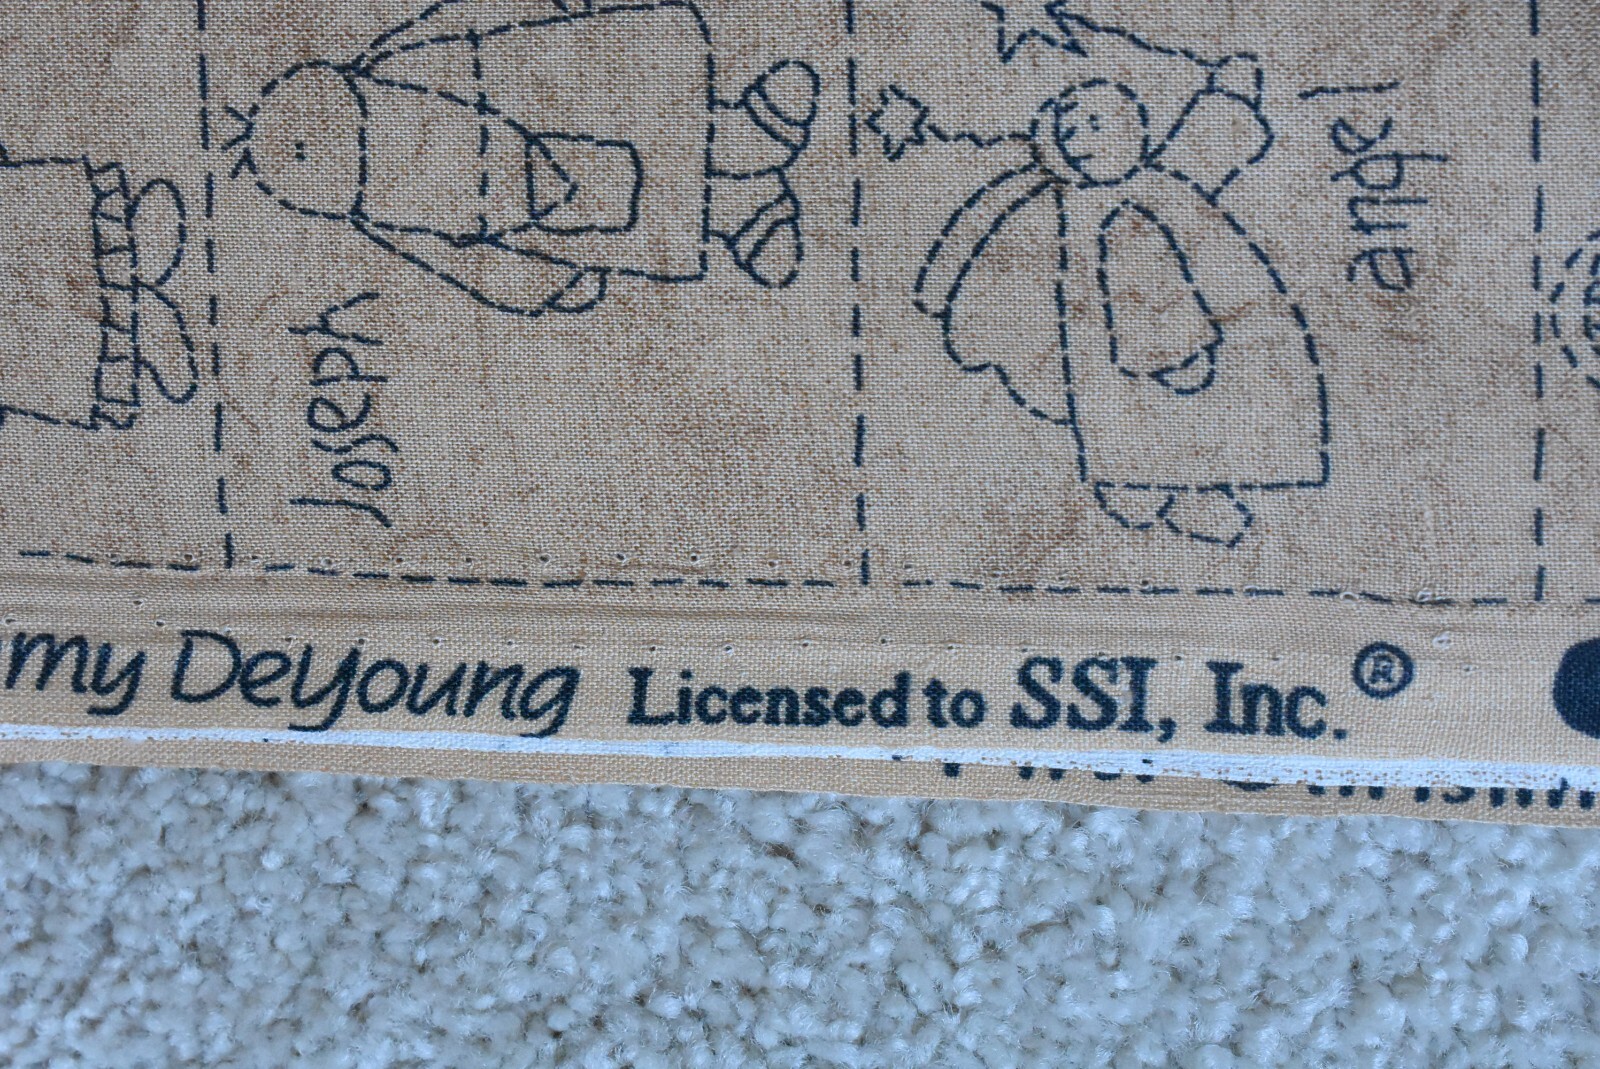 Joseph
angel
my DeYoung Licensed to SSI, Inc.®